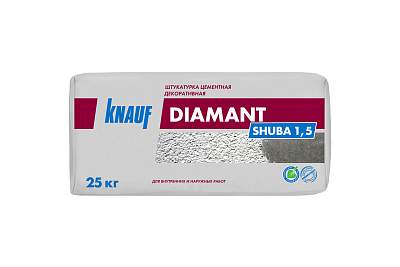 ШТУКАТУРКА ЦЕМЕНТНАЯ
ДЕКОРАТИВНАЯ
KNAUF
DIAMANT
SHUBA 1,5
25 кг
ДЛЯ ВНУТРЕННИХ И НАРУЖНЫХ РАБОТ